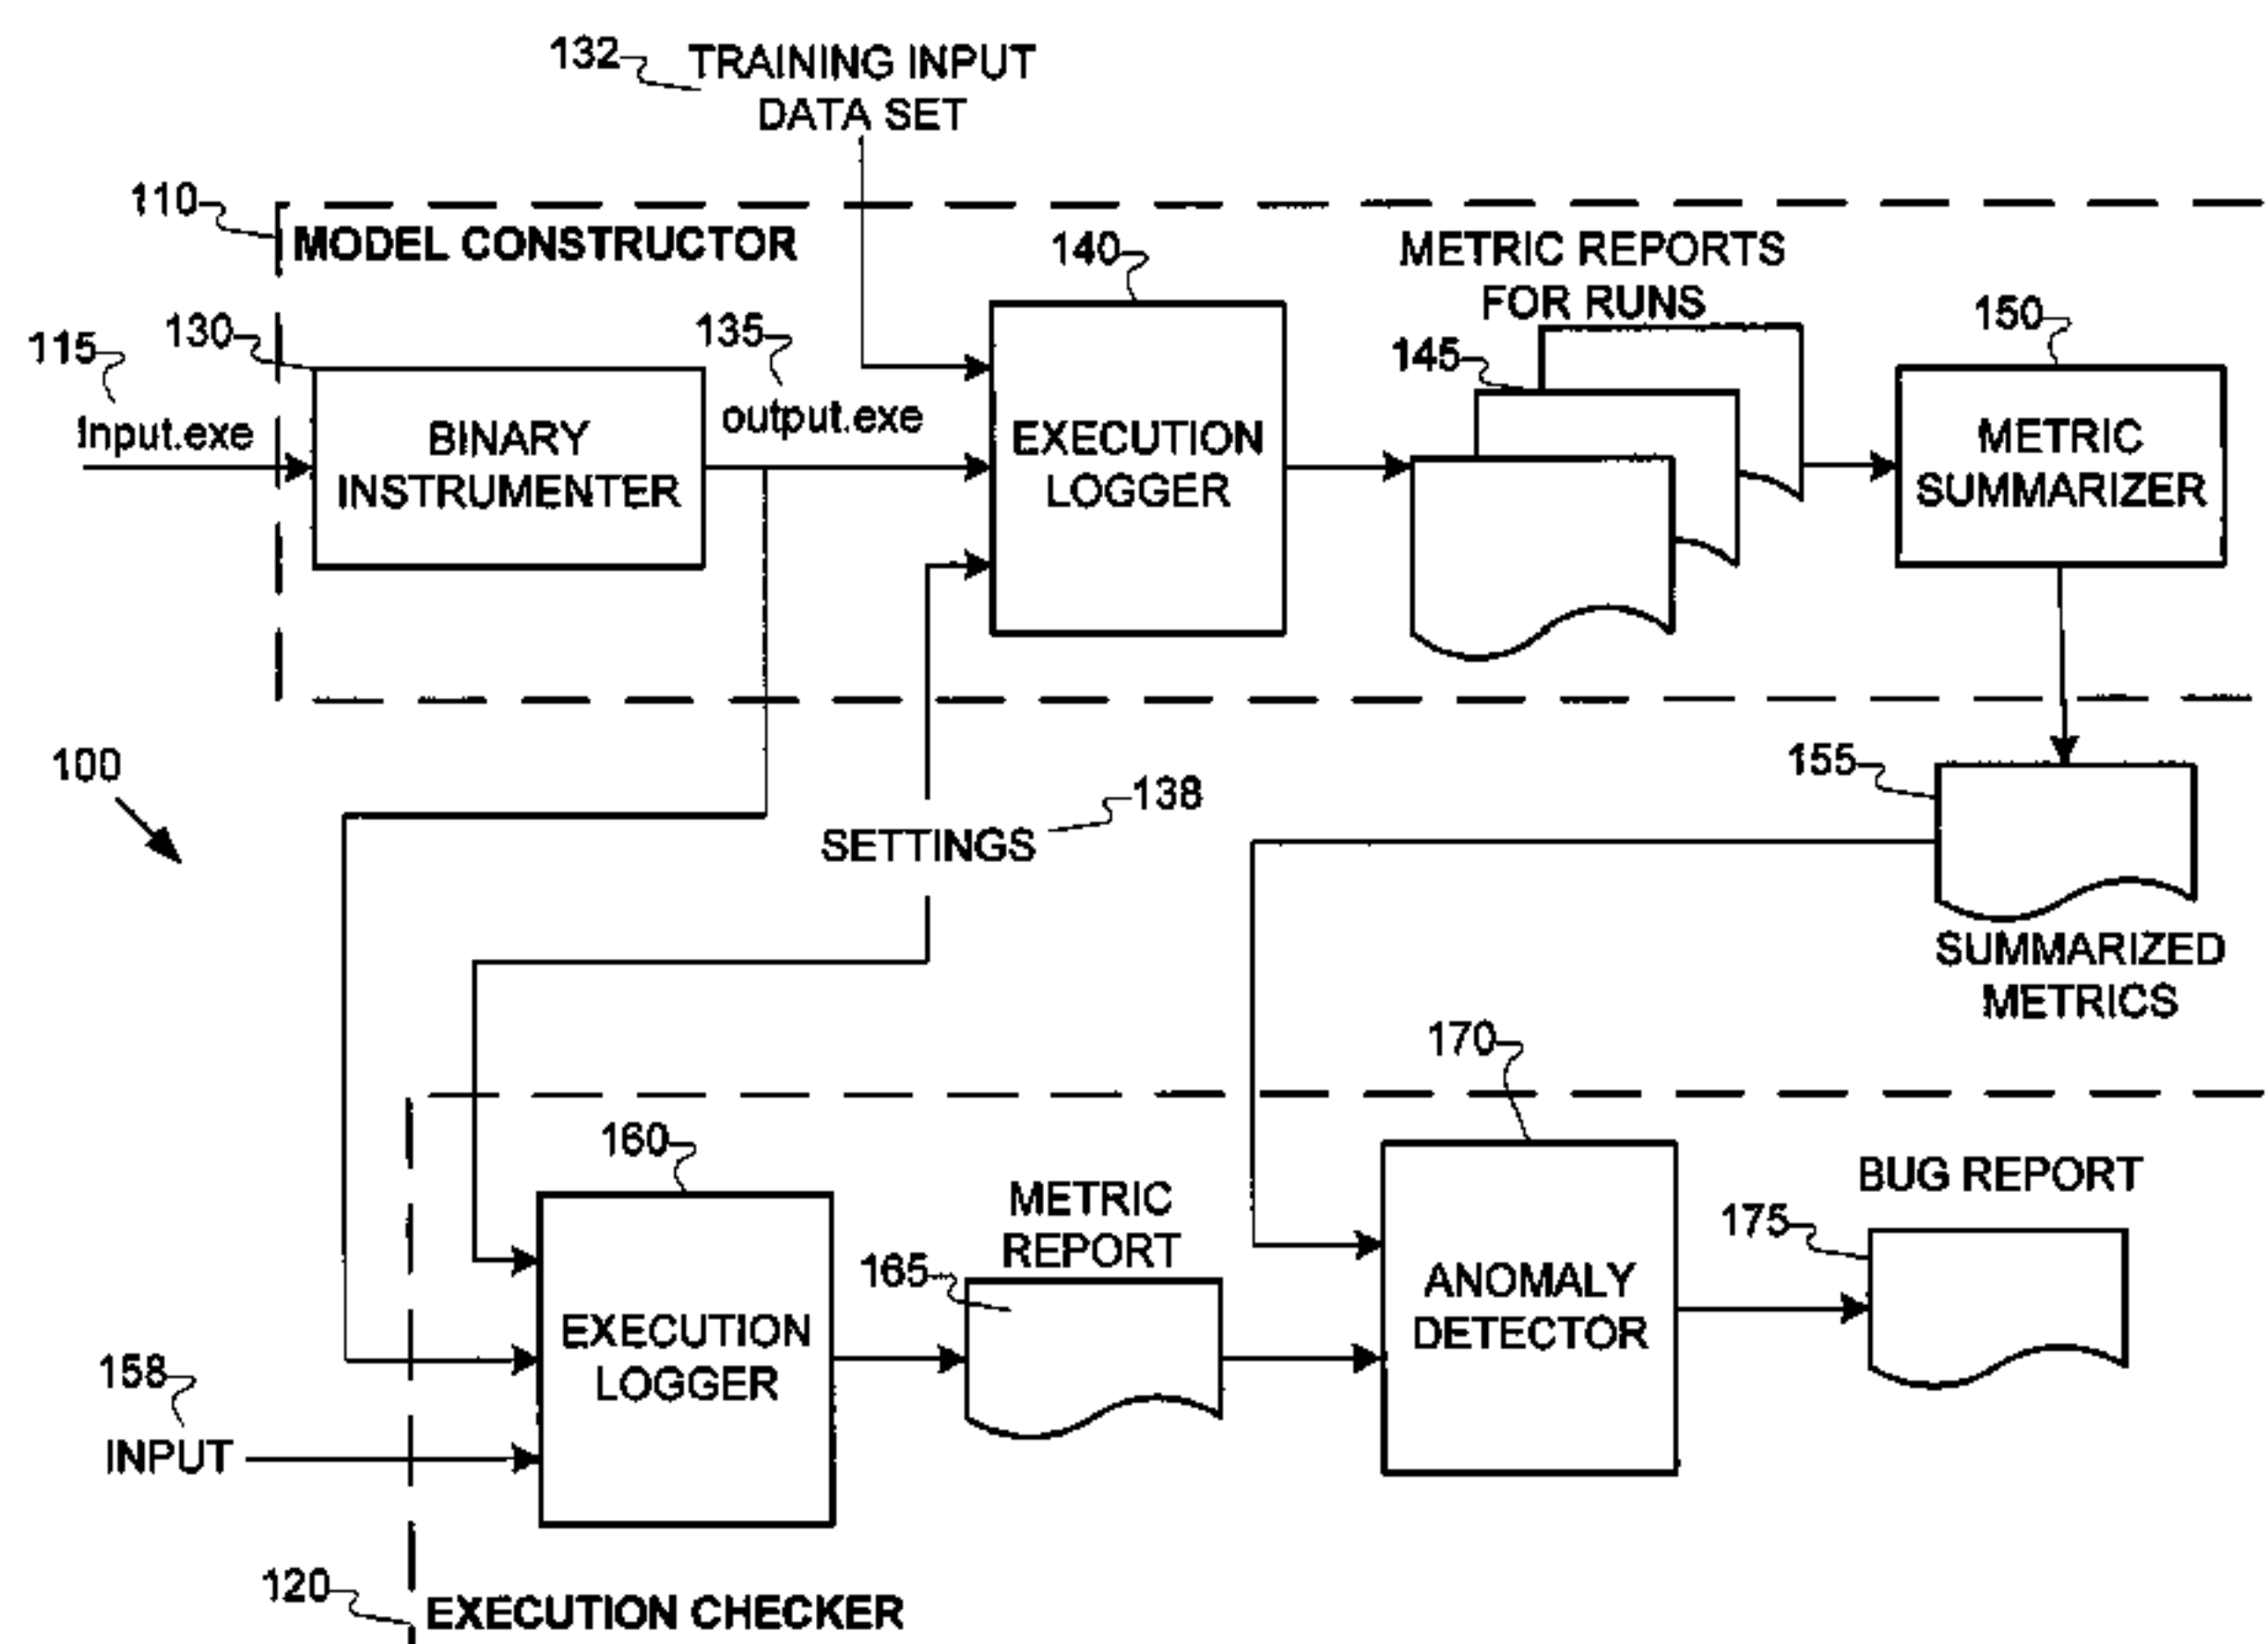 132
TRAINING INPUT
DATA SET
110
MODEL CONSTRUCTOR
140
METRIC REPORTS
FOR RUNS
150
115
130
135
145
Input.exe
output.exe
BINARY
INSTRUMENTER
EXECUTION
LOGGER
METRIC
SUMMARIZER
100
138
SETTINGS
155
SUMMARIZED
METRICS
170
160
METRIC
REPORT
165
BUG REPORT
175
ANOMALY
DETECTOR
EXECUTION
LOGGER
158
INPUT
120
EXECUTION CHECKER